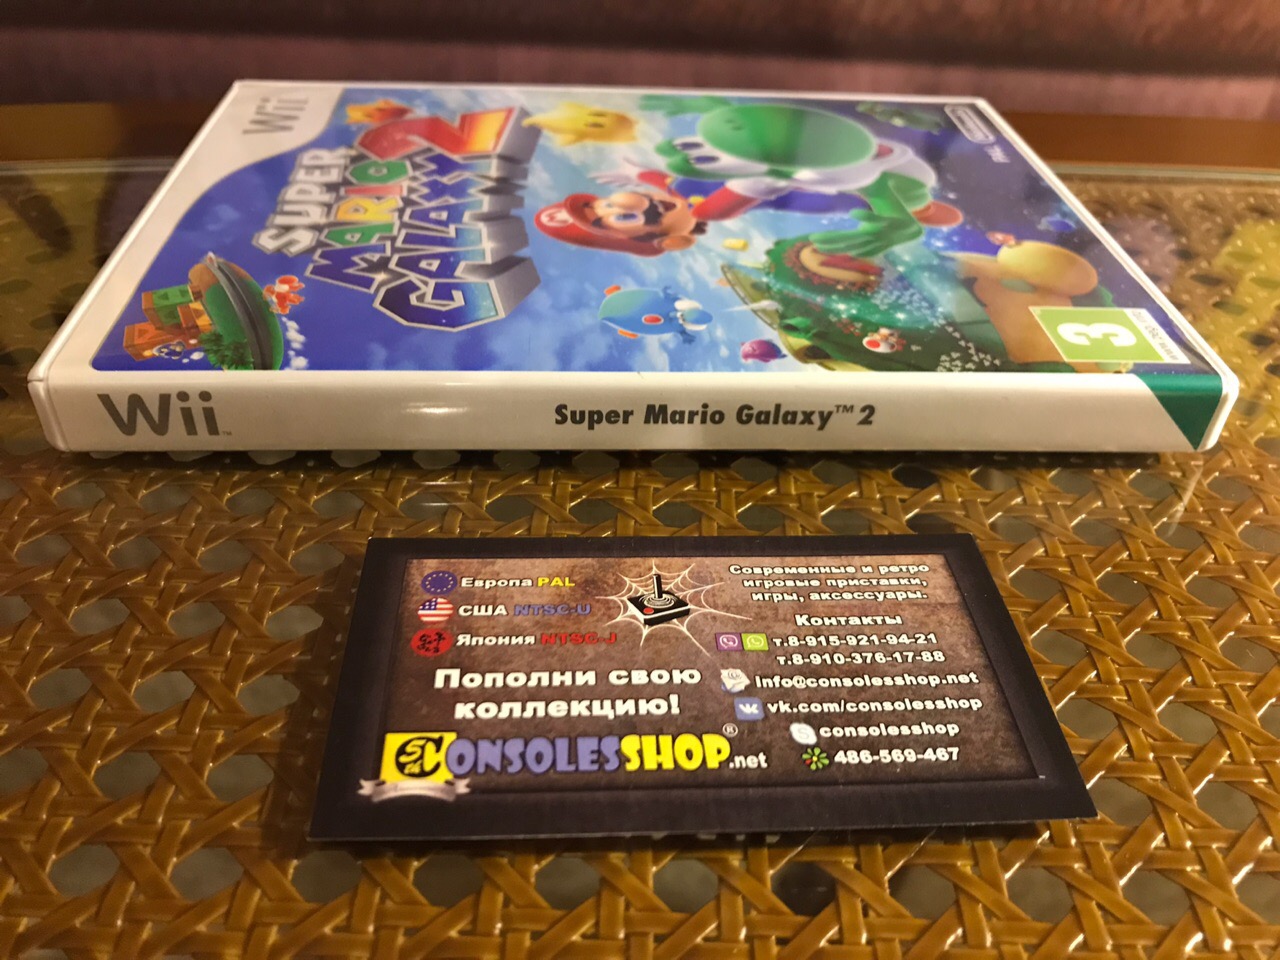 Wii
SUPER
MARIO
GALAXY 2
Nintendo
TM
3
Wii
Super Mario Galaxy™ 2
Европа PAL
США NTSC-U
Япония NTSC-J
Пополни свою
коллекцию!
CONSOLESSHOP®.net
Современные и ретро
игровые приставки,
игры, аксессуары.
Контакты
т.8-915-921-94-21
т.8-910-376-17-88
Info@consolesshop.net
vk.com/consolesshop
consolesshop
486-569-467